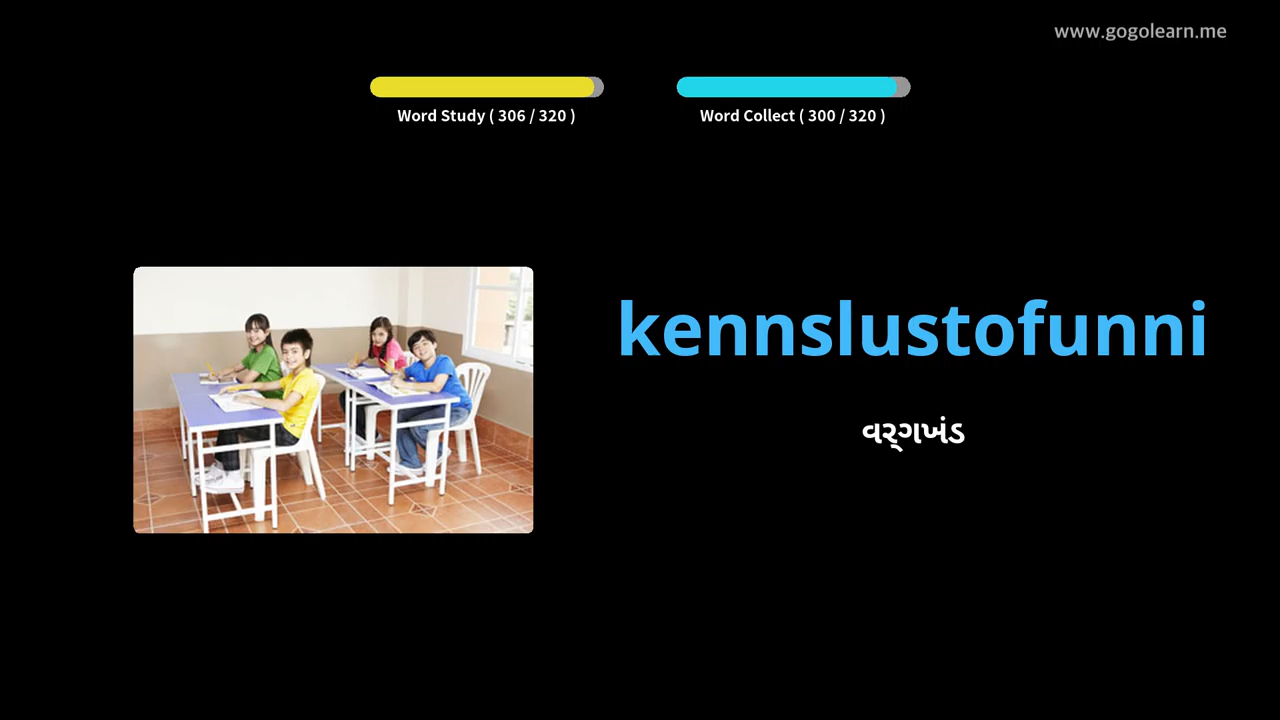 www.gogolearn.me
Word Study ( 306 / 320 )
Word Collect ( 300 / 320 )
kennslustofunni
વર્ગખંડ